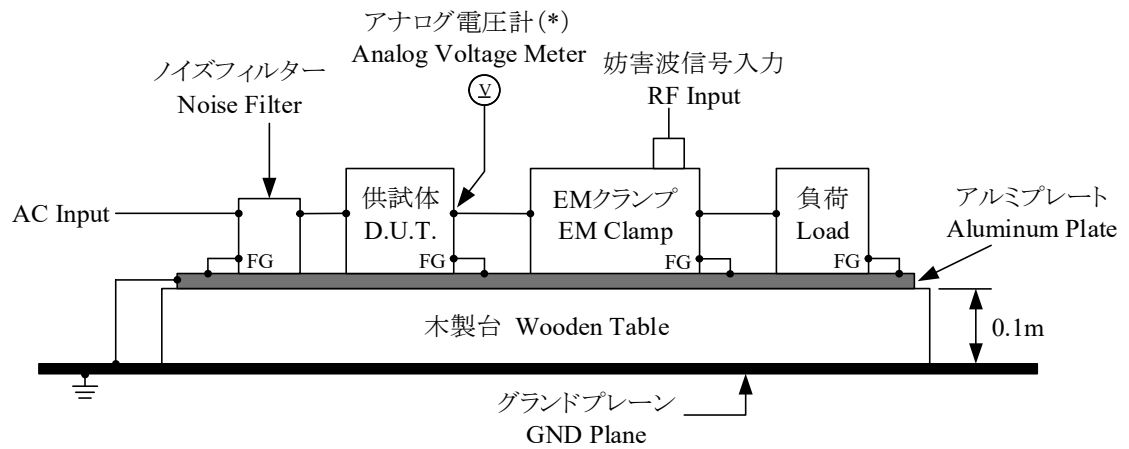 アナログ電圧計(*)
Analog Voltage Meter
V
ノイズフィルター
Noise Filter
妨害波信号入力
RF Input
AC Input
供試体
D.U.T.
EMクランプ
EM Clamp
負荷
Load
アルミプレート
Aluminum Plate
FG
FG
FG
FG
木製台 Wooden Table
0.1m
グランドプレーン
GND Plane